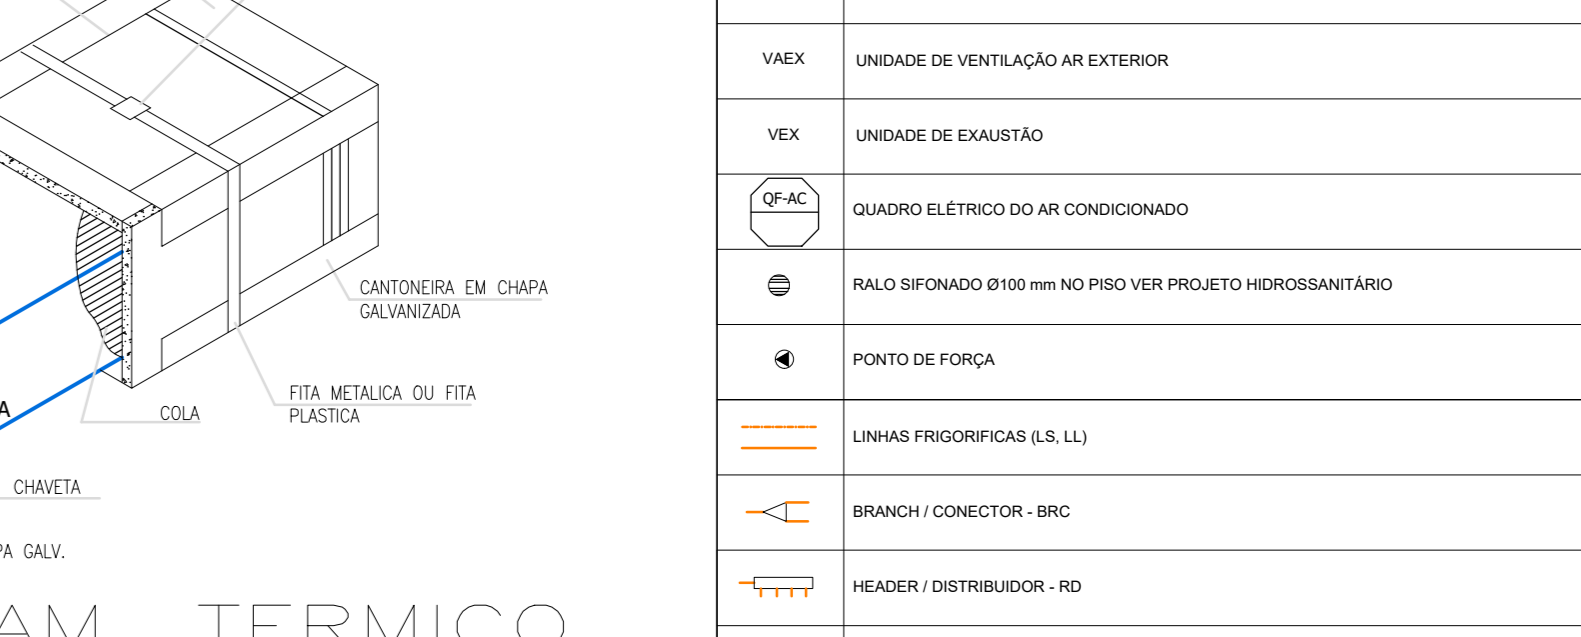 CANTONEIRA EM CHAPA
GALVANIZADA
FITA METALICA OU FITA
PLASTICA
COLA
A
CHAVETA
PA GALV.
AM TERMICO
VAEX UNIDADE DE VENTILAÇÃO AR EXTERIOR
VEX UNIDADE DE EXAUSTÃO
QF-AC QUADRO ELÉTRICO DO AR CONDICIONADO
RALO SIFONADO Ø100 mm NO PISO VER PROJETO HIDROSSANITÁRIO
PONTO DE FORÇA
LINHAS FRIGORIFICAS (LS, LL)
BRANCH / CONECTOR - BRC
HEADER / DISTRIBUIDOR - RD